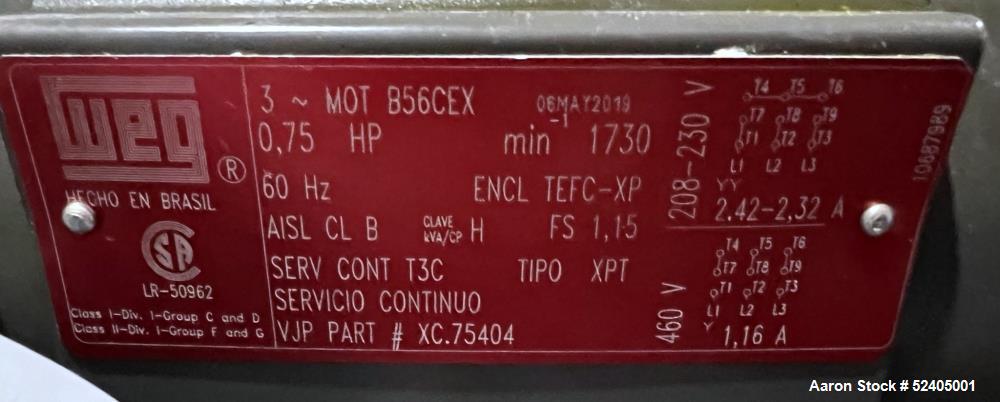 weg ®
HECHO EN BRASIL
CSA
LR-50962
Class I-Div. I-Group C and D
Class II-Div. I-Group F and G
3 ~ MOT B56CEX 06MAY2019
0,75 HP min⁻¹ 1730
60 Hz ENCL TEFC-XP
AISL CL B CLAVE kVA/CP H FS 1,15
SERV CONT T3C TIPO XPT
SERVICIO CONTINUO
VJP PART # XC.75404
208-230 V
T4 T5 T6
T7 T8 T9
T1 T2 T3
L1 L2 L3
YY
2.42-2,32 A
460 V
T4 T5 T6
T7 T8 T9
T1 T2 T3
L1 L2 L3
Y
1,16 A
10687989
Aaron Stock # 52405001